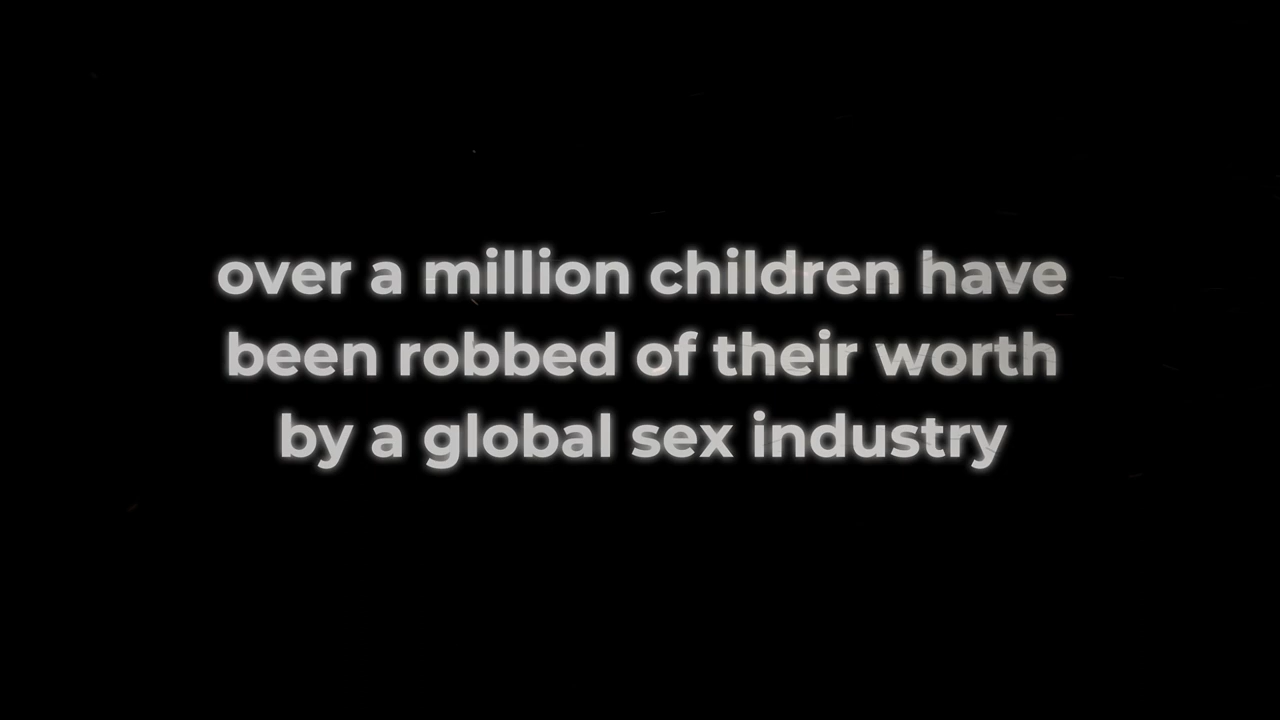 over a million children have
been robbed of their worth
by a global sex industry